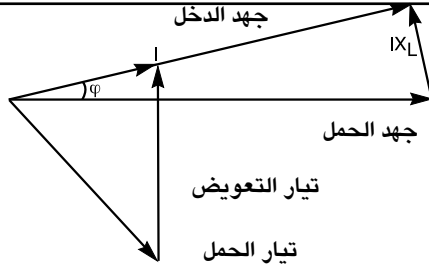 جهد الدخل
I
IX_L
φ
جهد الحمل
تيار التعويض
تيار الحمل